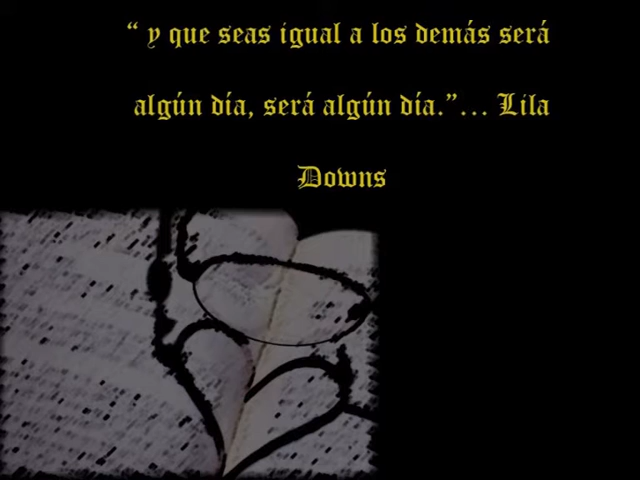 “ y que seas igual a los demás será
algún día, será algún día.”… Lila
Downs